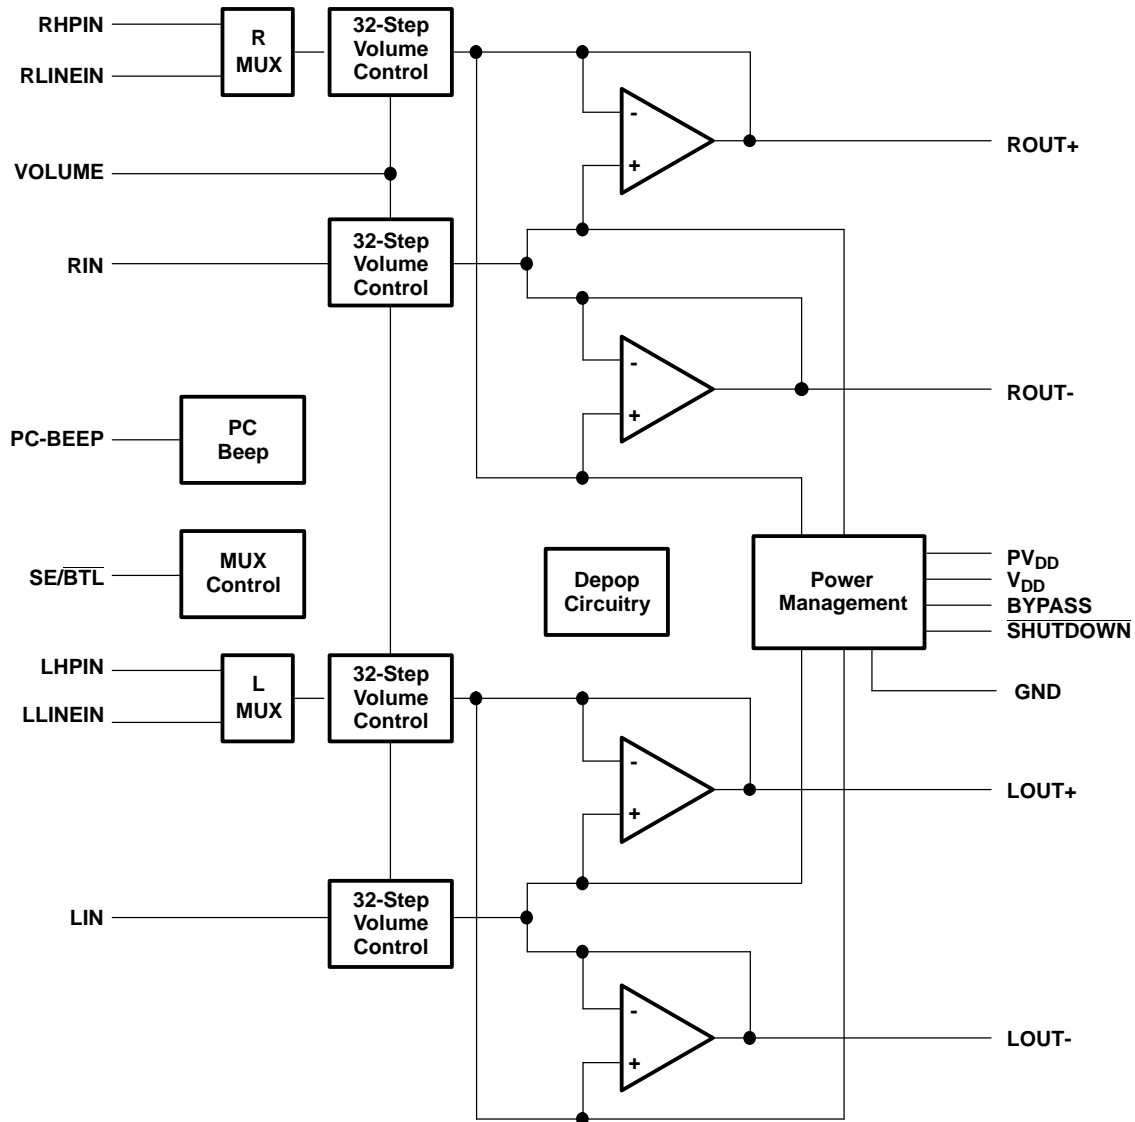 RHPIN
RLINEIN
R
MUX
32-Step
Volume
Control
-
+
ROUT+
VOLUME
RIN
32-Step
Volume
Control
-
+
ROUT-
PC-BEEP
PC
Beep
SE/B̅T̅L̅
MUX
Control
Depop
Circuitry
Power
Management
PVDD
VDD
BYPASS
S̅H̅U̅T̅D̅O̅W̅N̅
GND
LHPIN
LLINEIN
L
MUX
32-Step
Volume
Control
-
+
LOUT+
LIN
32-Step
Volume
Control
-
+
LOUT-